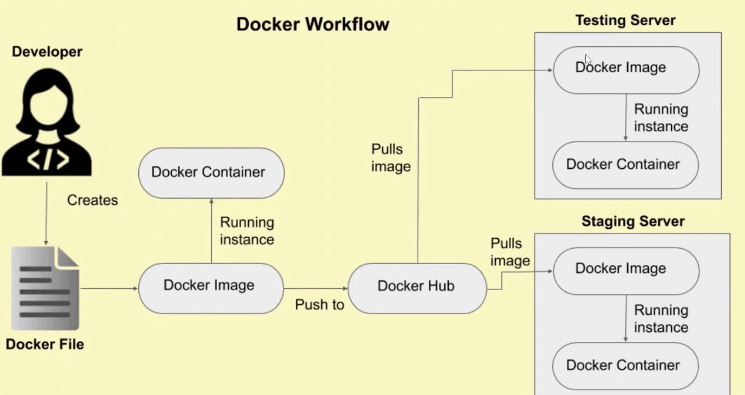 Docker Workflow
Testing Server
Developer
Docker Image
Running
instance
Docker Container
Pulls
image
Docker Container
Creates
Running
instance
Staging Server
Pulls
image
Docker Image
Docker Image
Push to
Docker Hub
Running
instance
Docker File
Docker Container